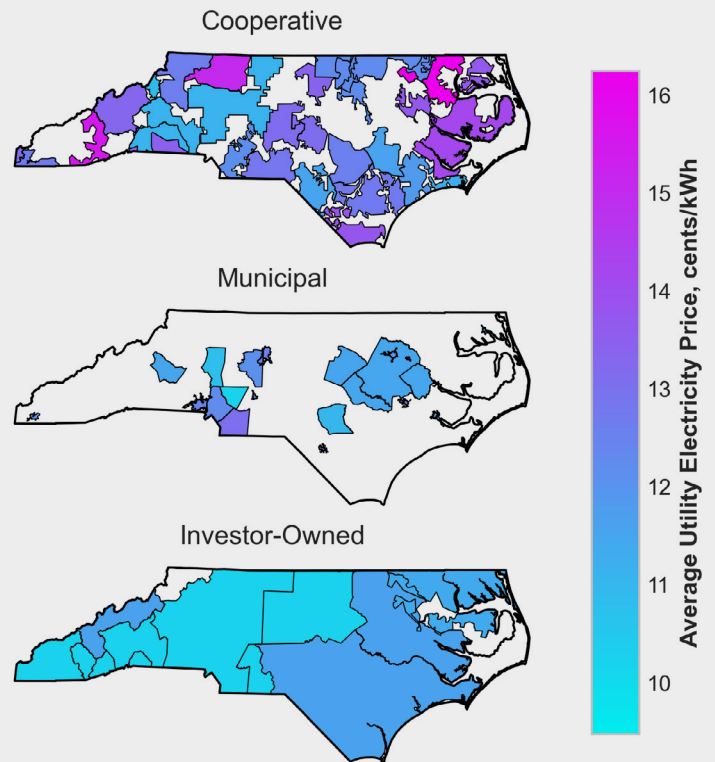 Cooperative
Municipal
Investor-Owned
16
15
14
13
12
11
10
Average Utility Electricity Price, cents/kWh